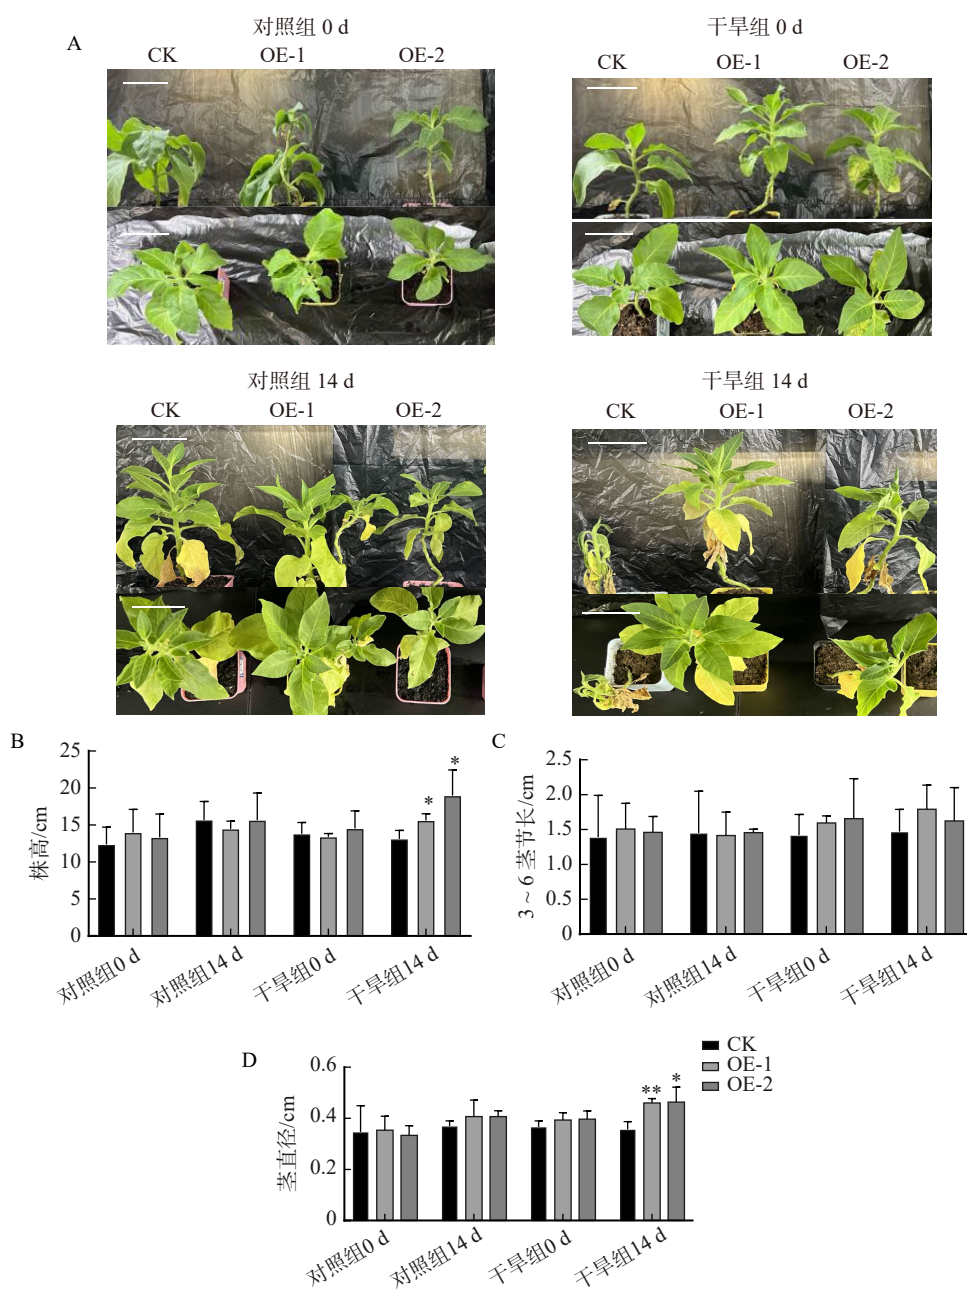 A
对照组 0 d
CK OE-1 OE-2
干旱组 0 d
CK OE-1 OE-2
对照组 14 d
CK OE-1 OE-2
干旱组 14 d
CK OE-1 OE-2
B
株高/cm
25
20
15
10
5
0
* *
对照组0 d
对照组14 d
干旱组0 d
干旱组14 d
C
3 ~ 6 茎节长/cm
2.5
2.0
1.5
1.0
0.5
0
对照组0 d
对照组14 d
干旱组0 d
干旱组14 d
D
茎直径/cm
0.6
0.4
0.2
0
** *
对照组0 d
对照组14 d
干旱组0 d
干旱组14 d
CK
OE-1
OE-2